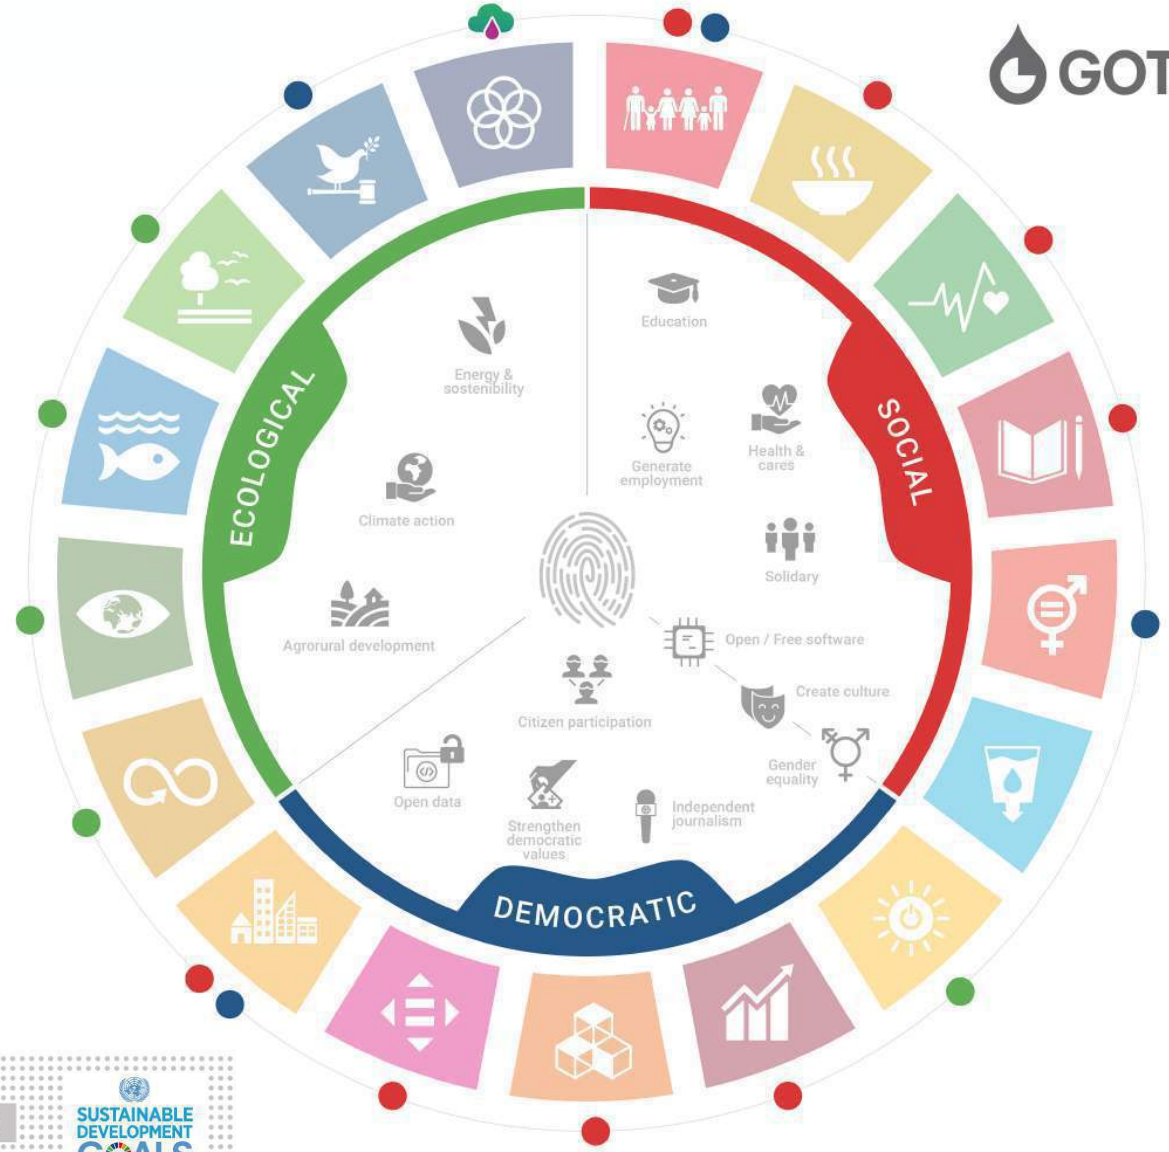 GOT
Education
Energy &
sostenibility
Generate
employment
Health &
cares
ECOLOGICAL
SOCIAL
Climate action
Solidary
Agrorural development
Open / Free software
Create culture
Citizen participation
Gender
equality
Open data
Strengthen
democratic
values
Independent
journalism
DEMOCRATIC
SUSTAINABLE
DEVELOPMENT
GOALS